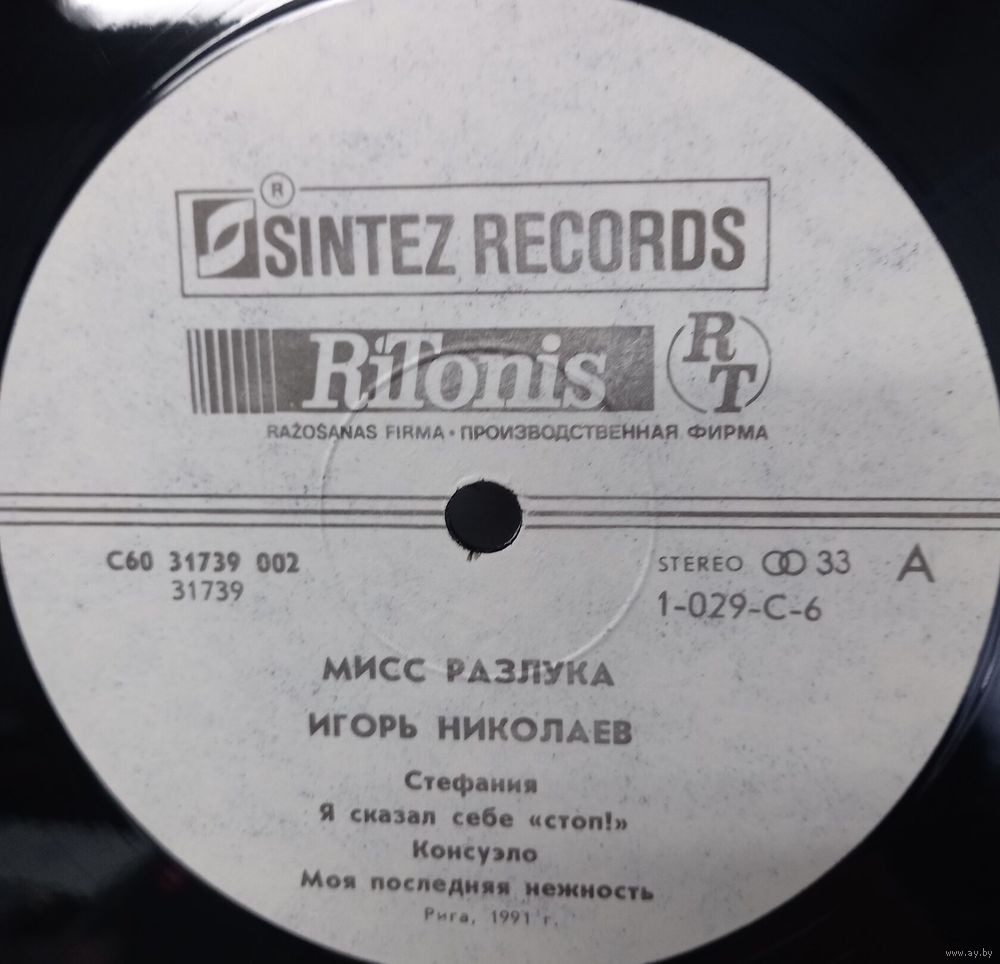 ®
SINTEZ RECORDS
RiTonis RT
RAŽOŠANAS FIRMA • ПРОИЗВОДСТВЕННАЯ ФИРМА
С60 31739 002
31739
STEREO 33 A
1-029-С-6
МИСС РАЗЛУКА
ИГОРЬ НИКОЛАЕВ
Стефания
Я сказал себе «стоп!»
Консуэло
Моя последняя нежность
Рига, 1991 г.
www.ay.by